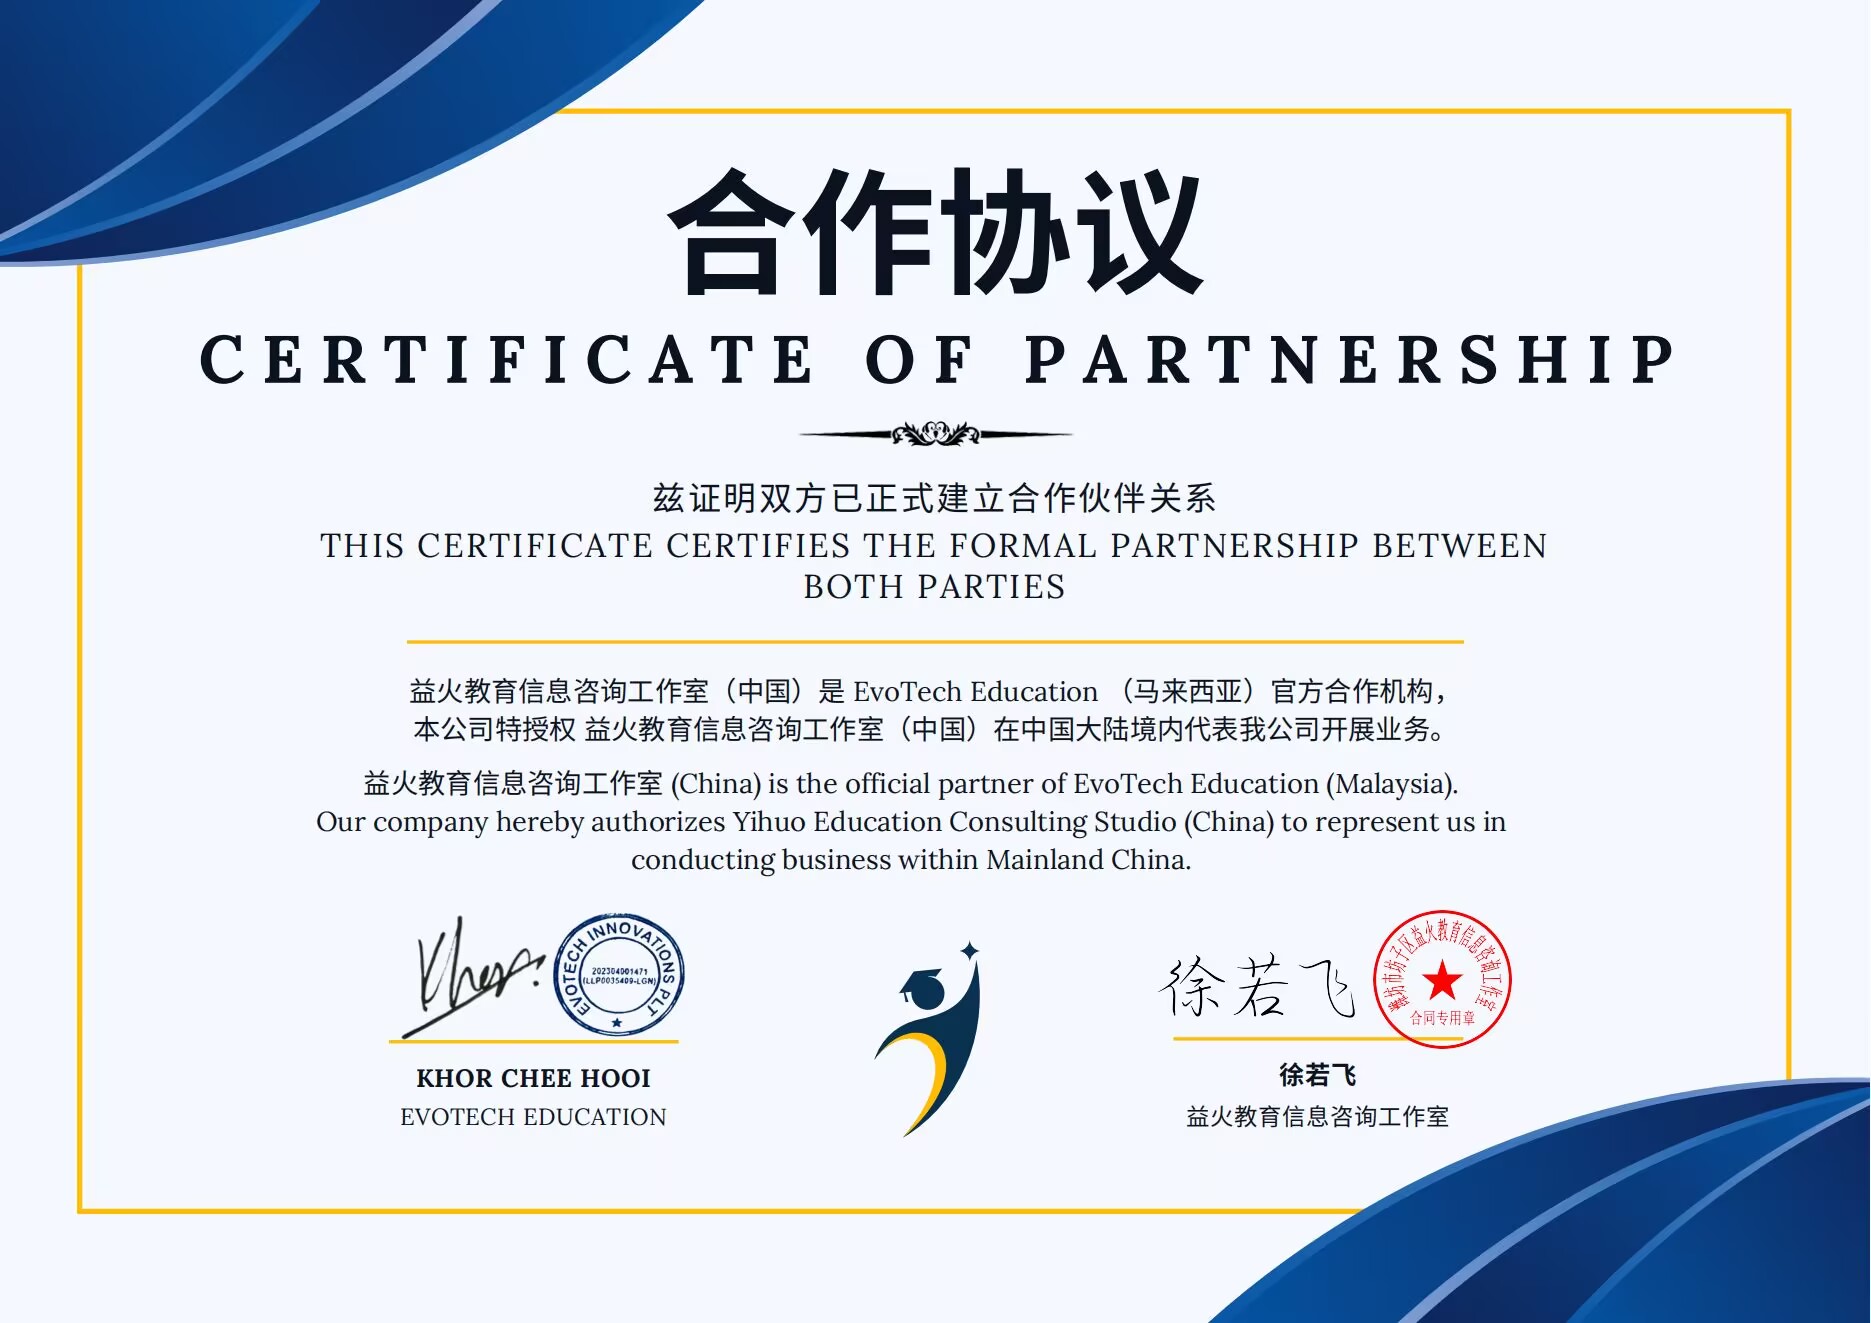 合作协议
CERTIFICATE OF PARTNERSHIP
兹证明双方已正式建立合作伙伴关系
THIS CERTIFICATE CERTIFIES THE FORMAL PARTNERSHIP BETWEEN
BOTH PARTIES
益火教育信息咨询工作室（中国）是 EvoTech Education （马来西亚）官方合作机构，
本公司特授权 益火教育信息咨询工作室（中国）在中国大陆境内代表我公司开展业务。
益火教育信息咨询工作室 (China) is the official partner of EvoTech Education (Malaysia).
Our company hereby authorizes Yihuo Education Consulting Studio (China) to represent us in
conducting business within Mainland China.
Khor
EVOTECH INNOVATIONS PLT
202304001471
(LLP0035409-LGN)
徐若飞
潍坊市坊子区益火教育信息咨询工作室
合同专用章
KHOR CHEE HOOI
EVOTECH EDUCATION
徐若飞
益火教育信息咨询工作室